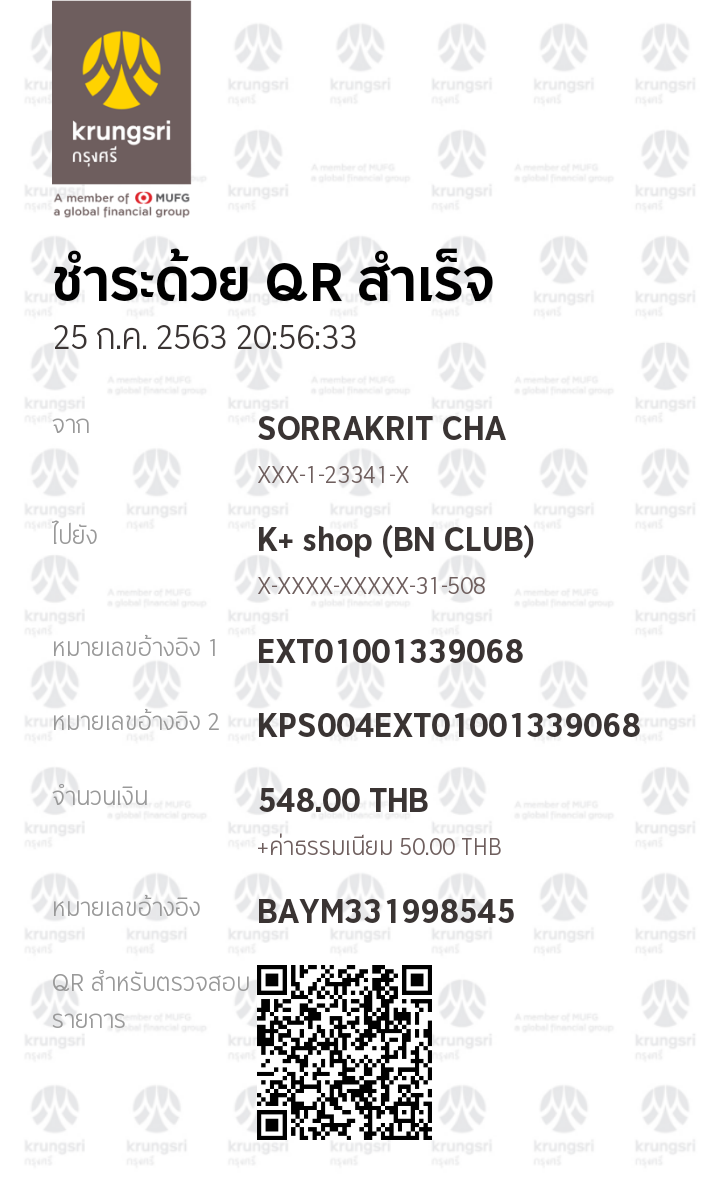 krungsri
กรุงศรี
A member of MUFG
a global financial group
ชำระด้วย QR สำเร็จ
25 ก.ค. 2563 20:56:33
จาก
SORRAKRIT CHA
XXX-1-23341-X
ไปยัง
K+ shop (BN CLUB)
X-XXXX-XXXXX-31-508
หมายเลขอ้างอิง 1
EXT01001339068
หมายเลขอ้างอิง 2
KPS004EXT01001339068
จำนวนเงิน
548.00 THB
+ค่าธรรมเนียม 50.00 THB
หมายเลขอ้างอิง
BAYM331998545
QR สำหรับตรวจสอบ
รายการ